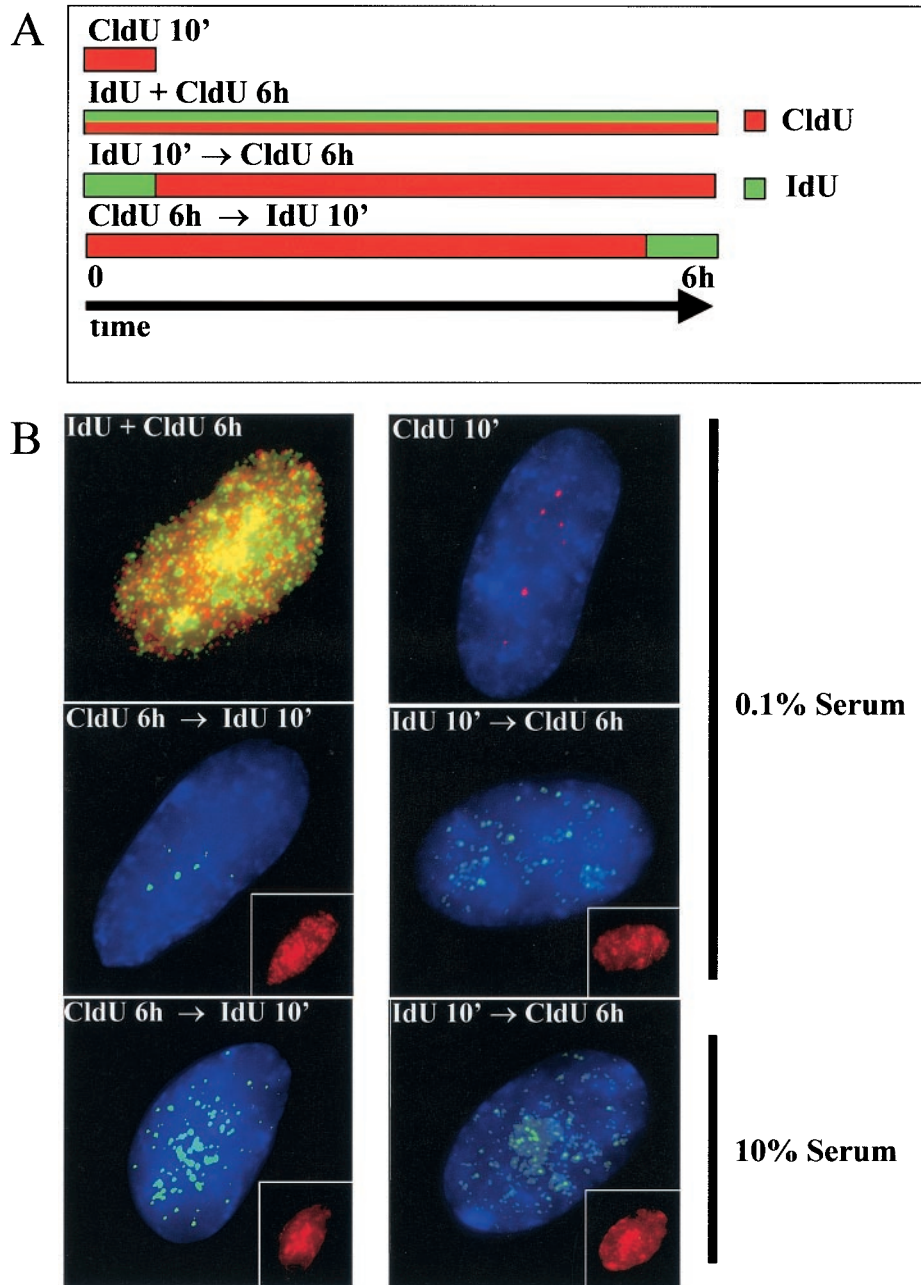 A
CldU 10’
IdU + CldU 6h
CldU
IdU 10’ → CldU 6h
IdU
CldU 6h → IdU 10’
0 6h
tıme
B
IdU + CldU 6h
CldU 10’
CldU 6h → IdU 10’
IdU 10’ → CldU 6h
0.1% Serum
CldU 6h → IdU 10’
IdU 10’ → CldU 6h
10% Serum